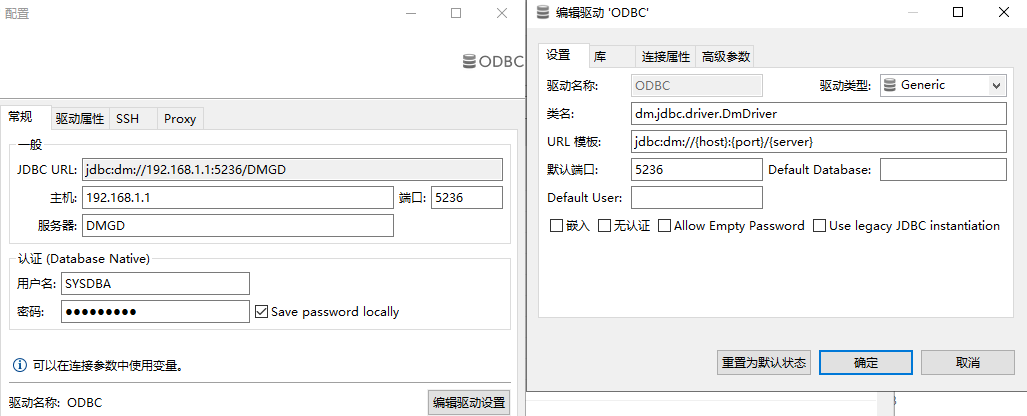 配置
ODBC
常规 驱动属性 SSH Proxy
一般
JDBC URL: jdbc:dm://192.168.1.1:5236/DMGD
主机: 192.168.1.1 端口: 5236
服务器: DMGD
认证 (Database Native)
用户名: SYSDBA
密码: ●●●●●●●●● Save password locally
可以在连接参数中使用变量。
驱动名称: ODBC 编辑驱动设置
编辑驱动 'ODBC'
设置 库 连接属性 高级参数
驱动名称: ODBC 驱动类型: Generic
类名: dm.jdbc.driver.DmDriver
URL 模板: jdbc:dm://{host}:{port}/{server}
默认端口: 5236 Default Database:
Default User:
嵌入 无认证 Allow Empty Password Use legacy JDBC instantiation
重置为默认状态 确定 取消